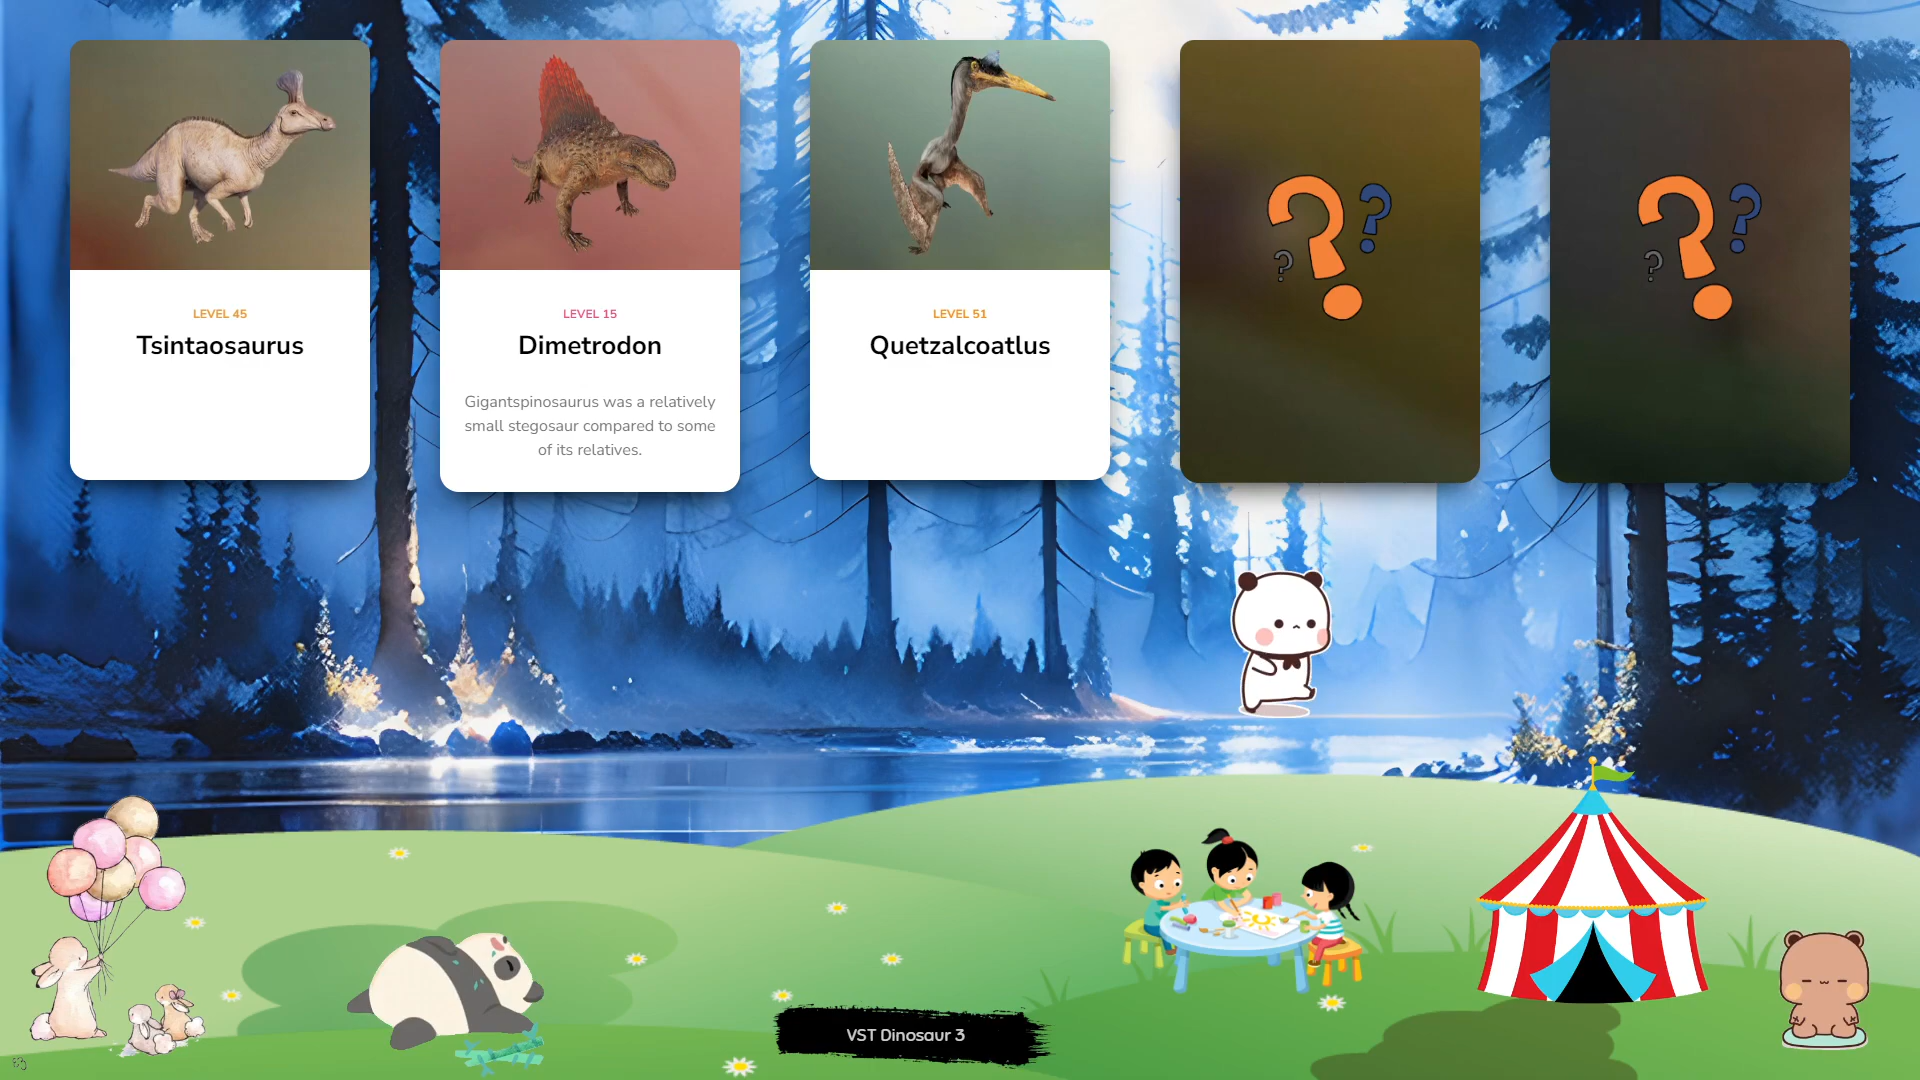 LEVEL 45
Tsintaosaurus
LEVEL 15
Dimetrodon
Gigantspinosaurus was a relatively
small stegosaur compared to some
of its relatives.
LEVEL 51
Quetzalcoatlus
? ? ?
? ? ?
VST Dinosaur 3